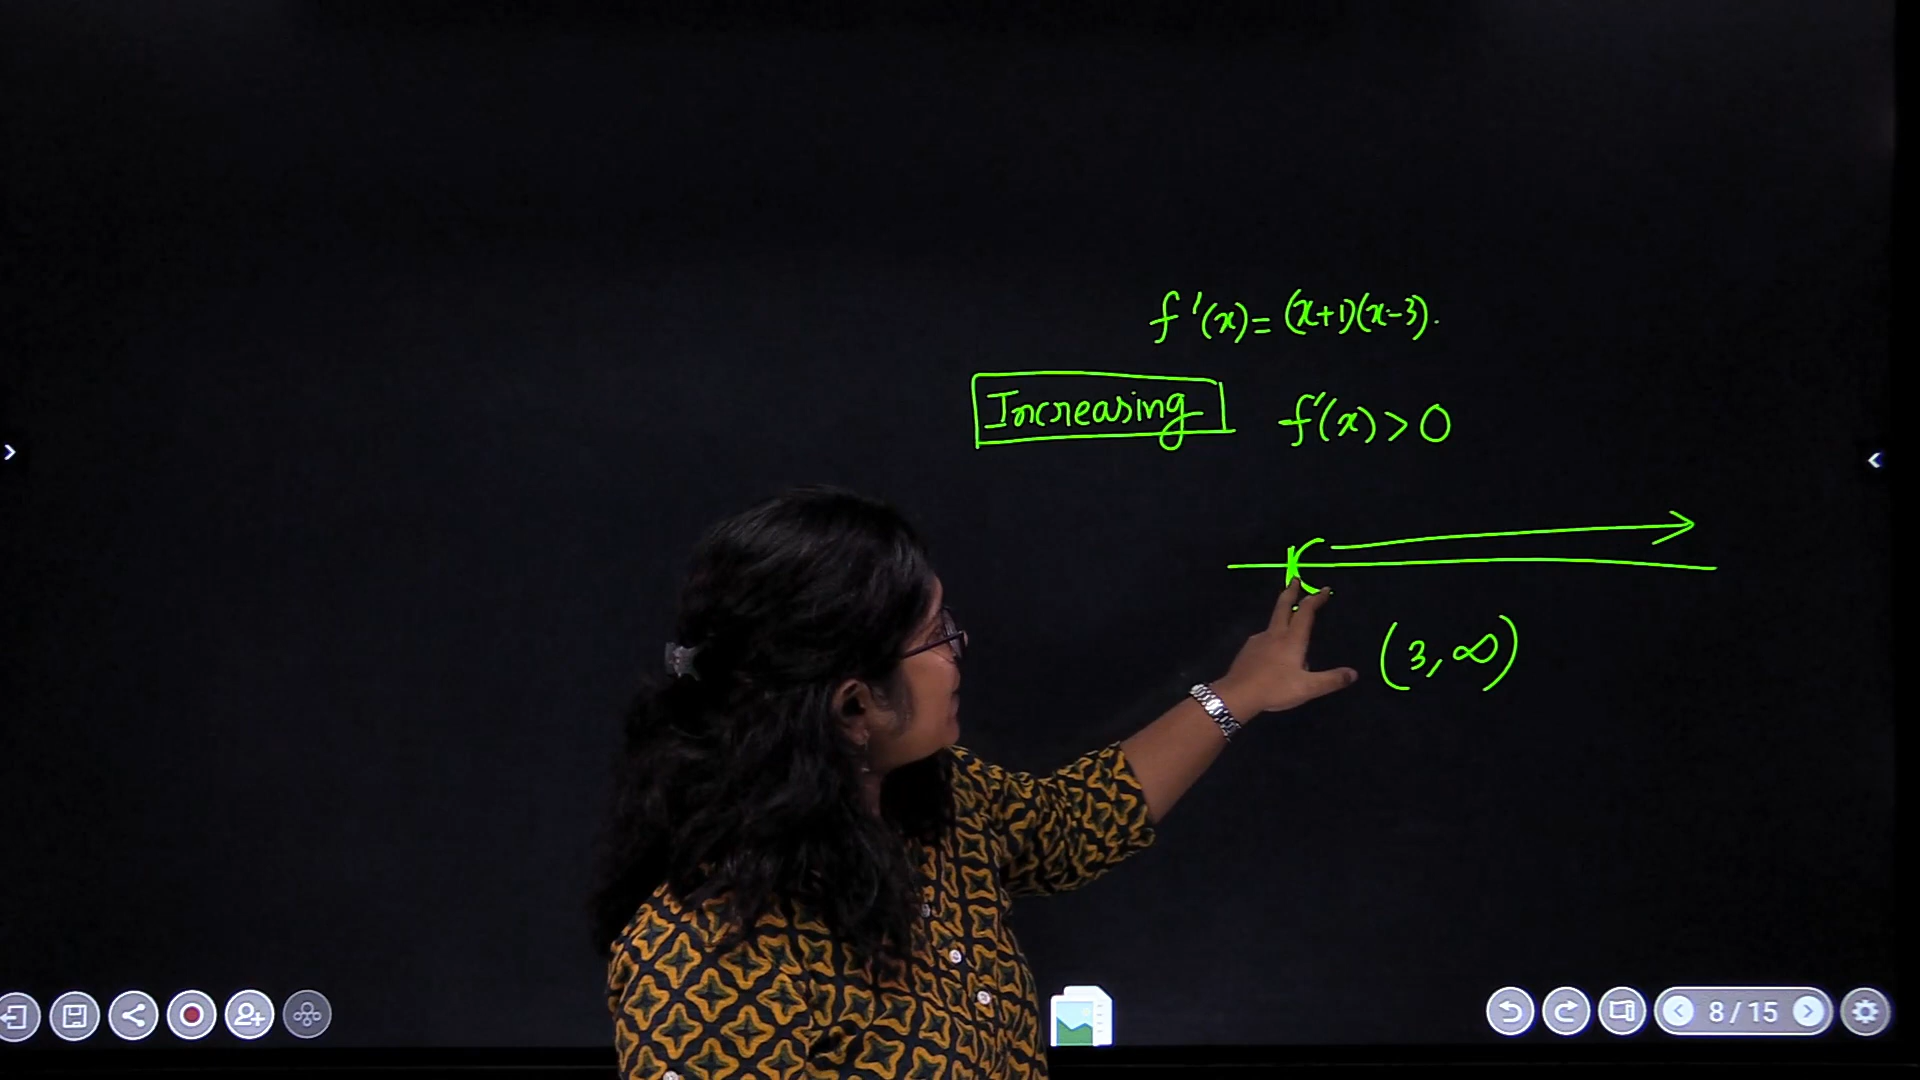 f'(x) = (x+1)(x-3).
Increasing f'(x) > 0
(3, ∞)
8 / 15